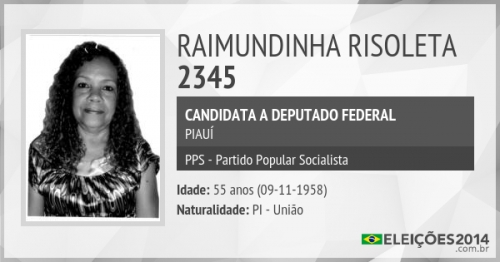 RAIMUNDINHA RISOLETA
2345
CANDIDATA A DEPUTADO FEDERAL
PIAUÍ
PPS - Partido Popular Socialista
Idade: 55 anos (09-11-1958)
Naturalidade: PI - União
ELEIÇÕES2014
.com.br